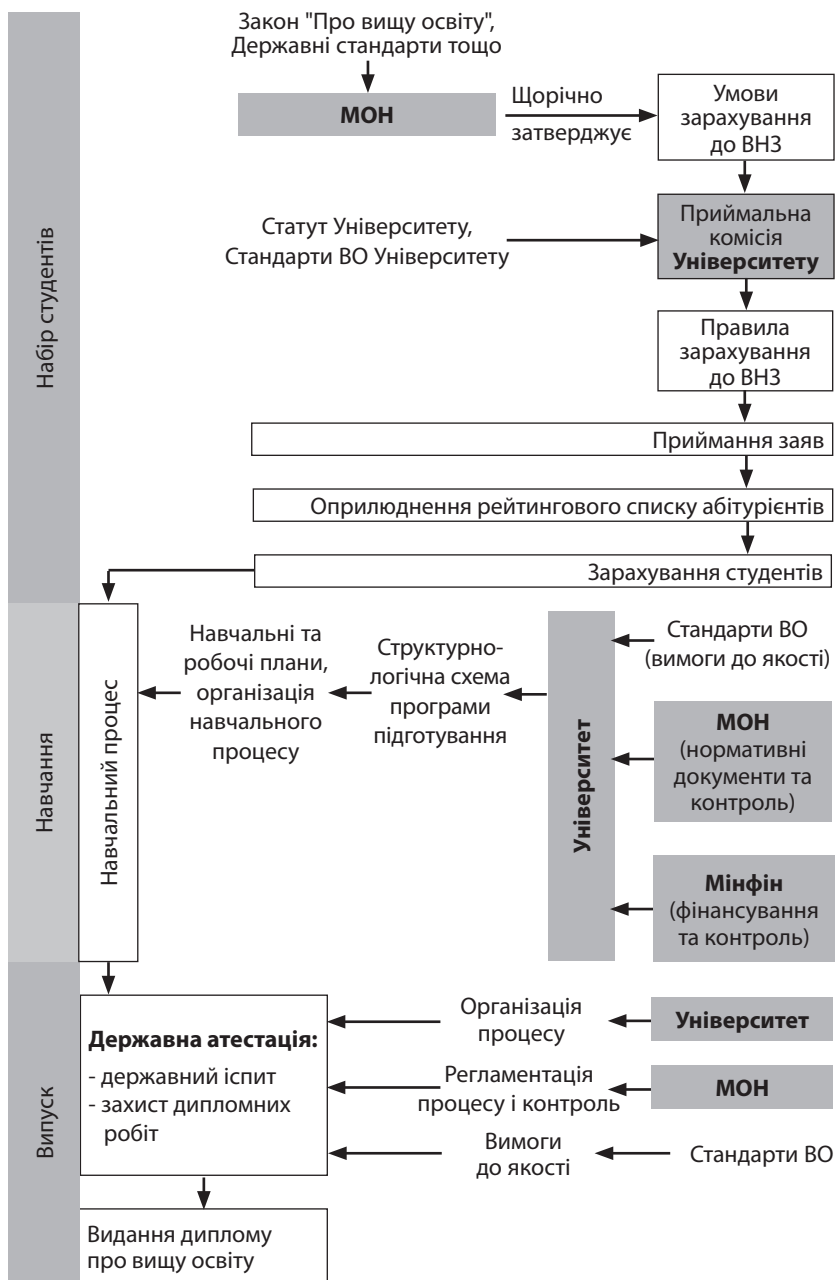 Закон "Про вищу освіту",
Державні стандарти тощо
МОН
Щорічно
затверджує
Умови
зарахування
до ВНЗ
Статут Університету,
Стандарти ВО Університету
Приймальна
комісія
Університету
Правила
зарахування
до ВНЗ
Приймання заяв
Оприлюднення рейтингового списку абітурієнтів
Зарахування студентів
Набір студентів
Навчання
Навчальний процес
Навчальні та
робочі плани,
організація
навчального
процесу
Структурно-
логічна схема
програми
підготування
Університет
Стандарти ВО
(вимоги до якості)
МОН
(нормативні
документи та
контроль)
Мінфін
(фінансування
та контроль)
Випуск
Державна атестація:
- державний іспит
- захист дипломних
робіт
Організація
процесу
Університет
Регламентація
процесу і контроль
МОН
Вимоги
до якості
Стандарти ВО
Видання диплому
про вищу освіту